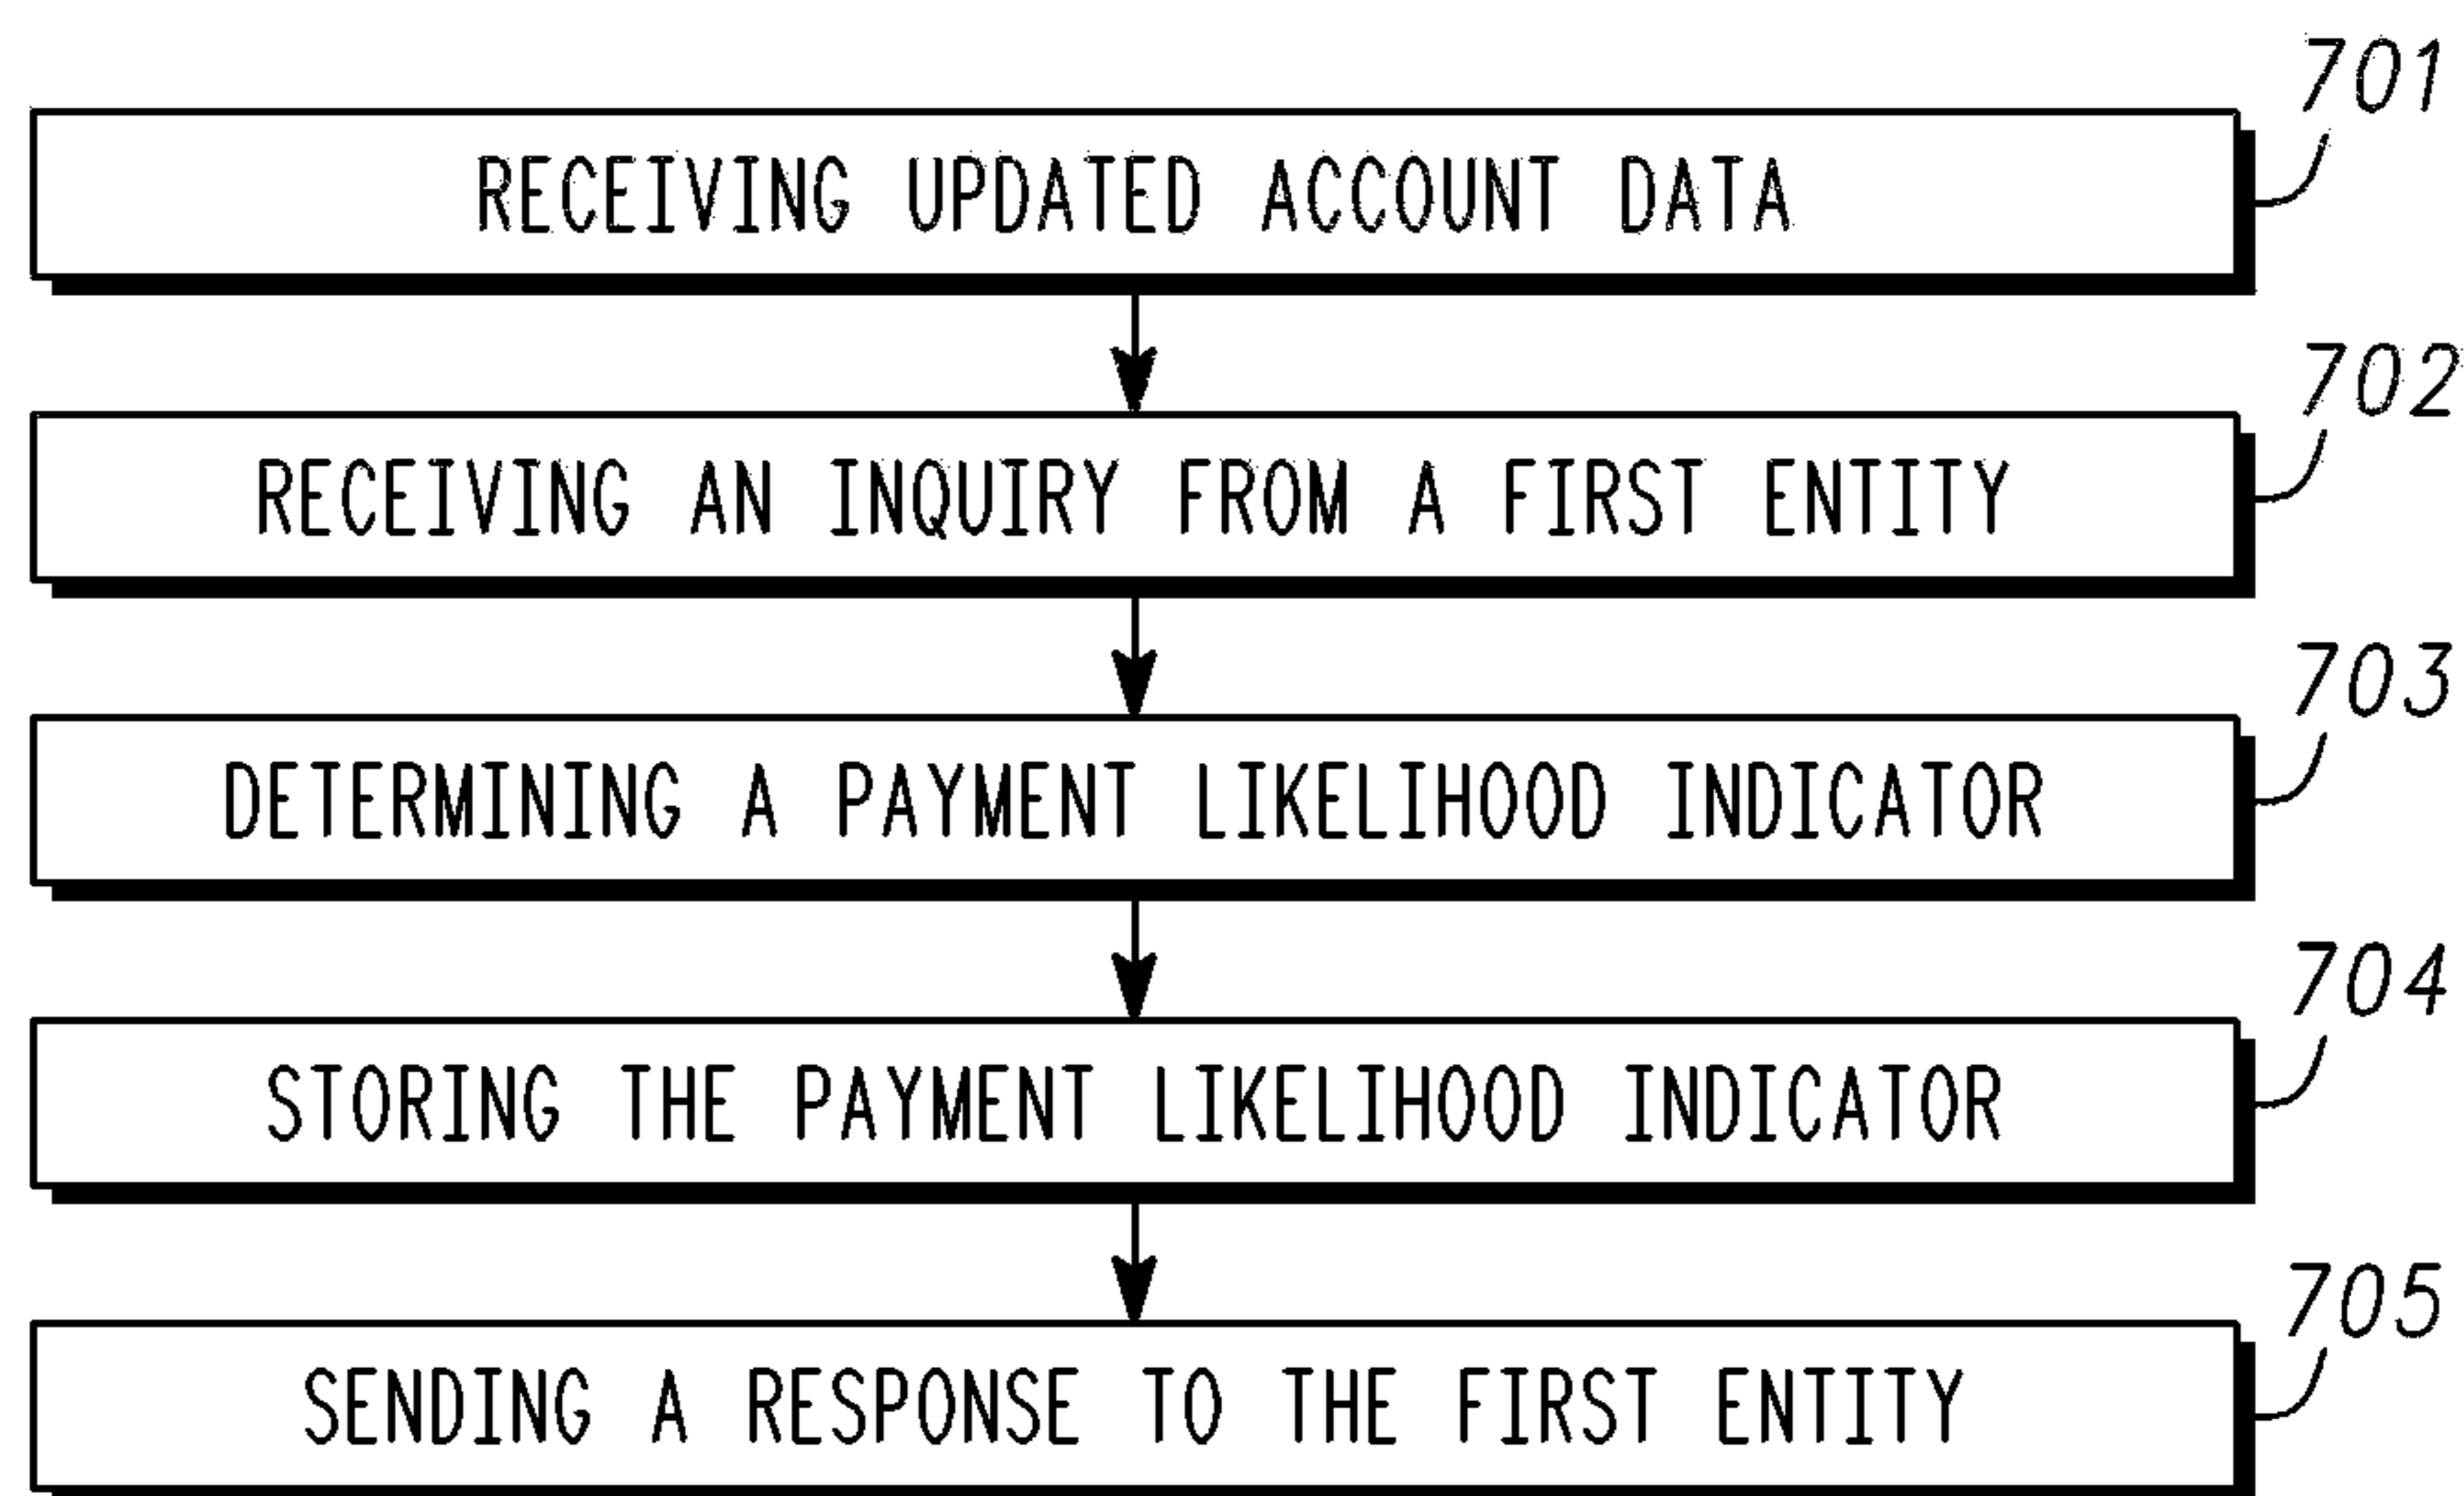 701
RECEIVING UPDATED ACCOUNT DATA
702
RECEIVING AN INQUIRY FROM A FIRST ENTITY
703
DETERMINING A PAYMENT LIKELIHOOD INDICATOR
704
STORING THE PAYMENT LIKELIHOOD INDICATOR
705
SENDING A RESPONSE TO THE FIRST ENTITY